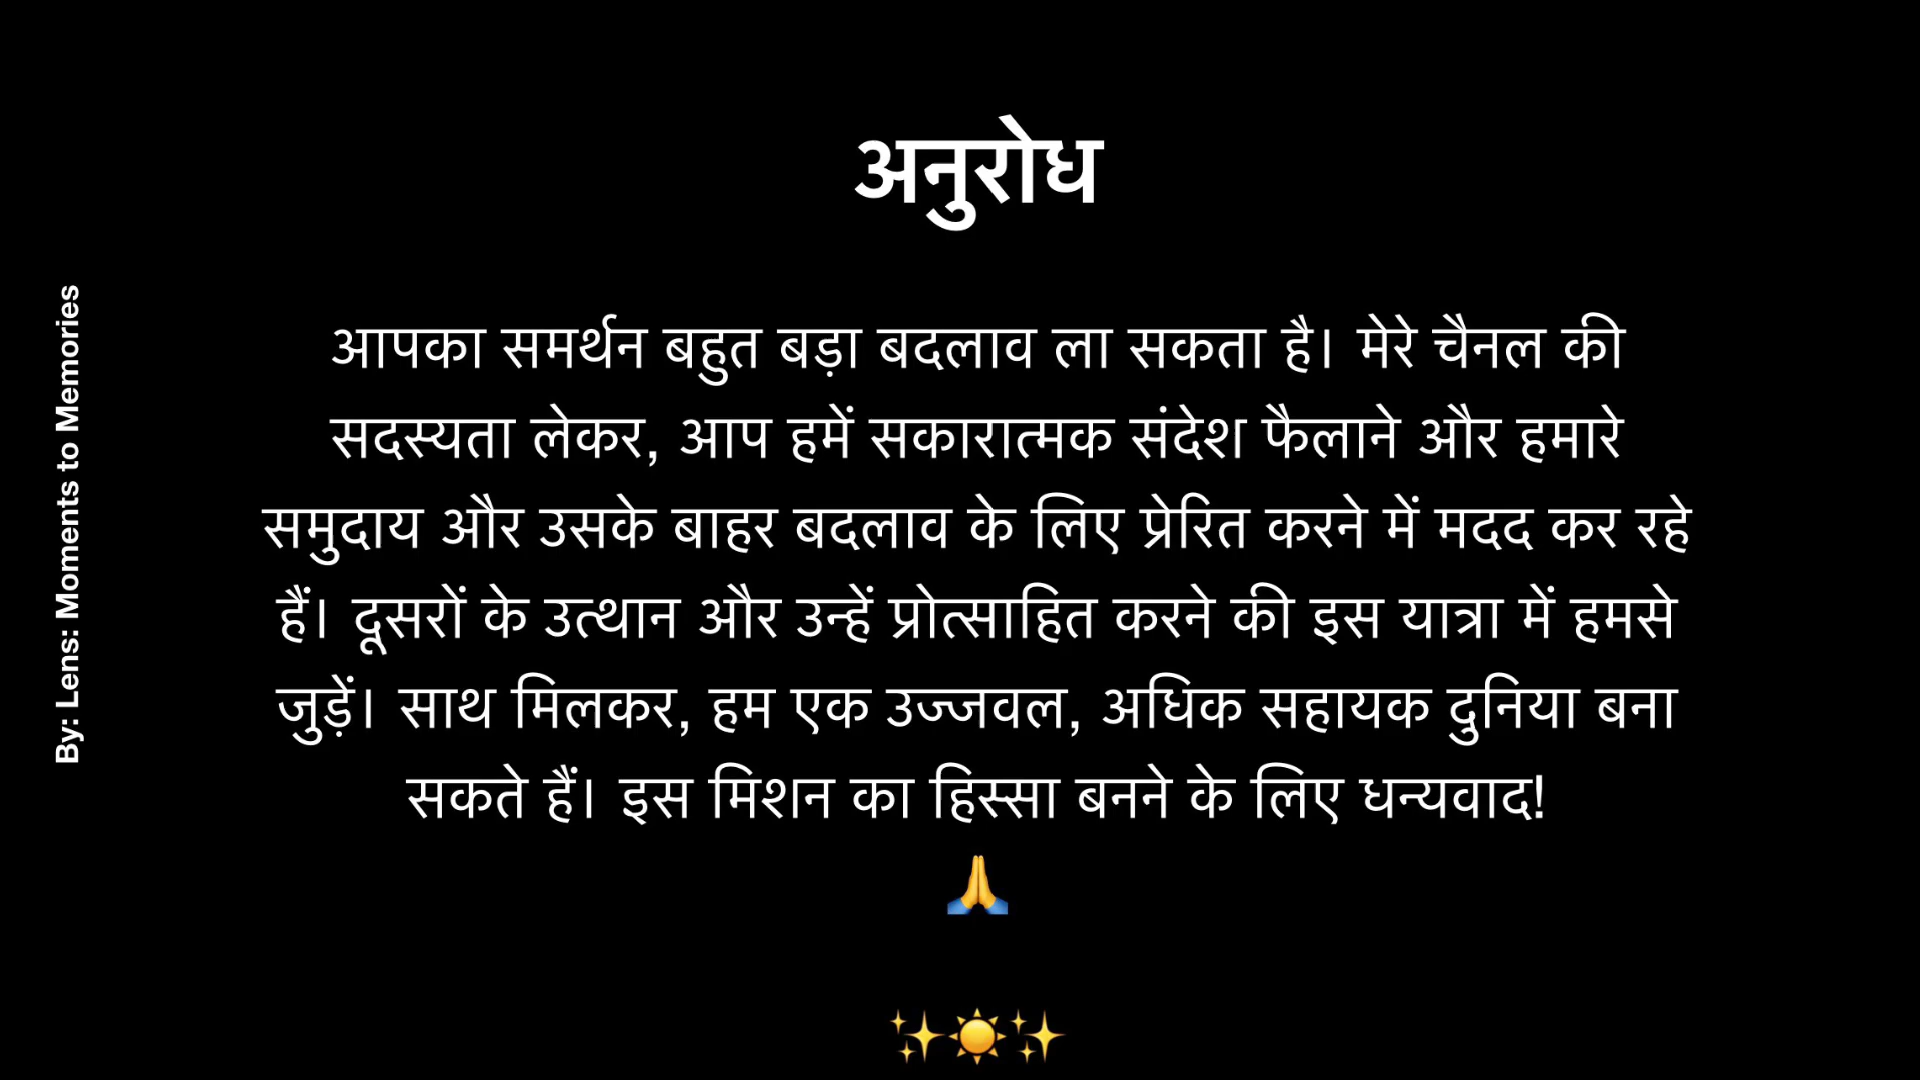 अनुरोध
आपका समर्थन बहुत बड़ा बदलाव ला सकता है। मेरे चैनल की
सदस्यता लेकर, आप हमें सकारात्मक संदेश फैलाने और हमारे
समुदाय और उसके बाहर बदलाव के लिए प्रेरित करने में मदद कर रहे
हैं। दूसरों के उत्थान और उन्हें प्रोत्साहित करने की इस यात्रा में हमसे
जुड़ें। साथ मिलकर, हम एक उज्जवल, अधिक सहायक दुनिया बना
सकते हैं। इस मिशन का हिस्सा बनने के लिए धन्यवाद!
🙏
✨☀️✨
By: Lens: Moments to Memories